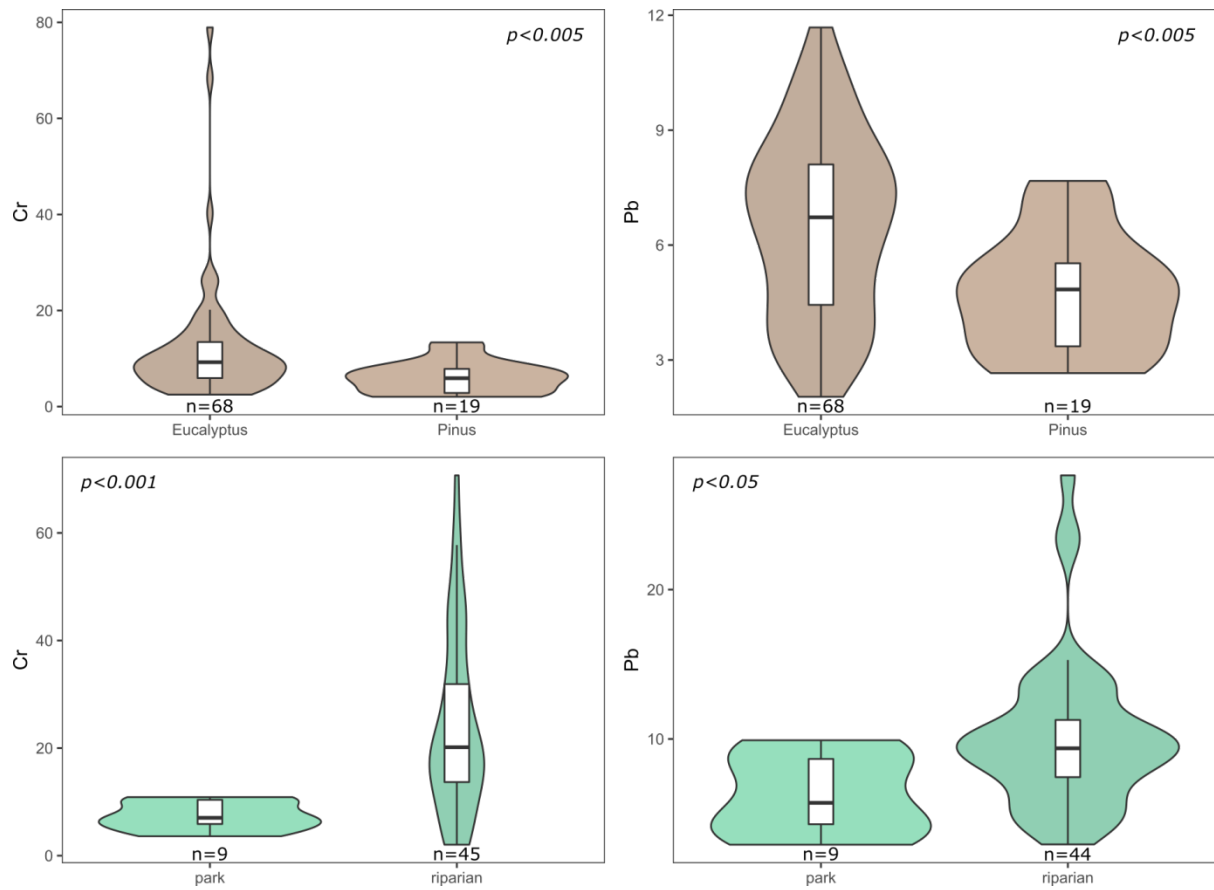 80
60
40
20
0
Cr
p<0.005
n=68
n=19
Eucalyptus
Pinus
12
9
6
3
Pb
p<0.005
n=68
n=19
Eucalyptus
Pinus
60
40
20
0
Cr
p<0.001
n=9
n=45
park
riparian
20
10
Pb
p<0.05
n=9
n=44
park
riparian